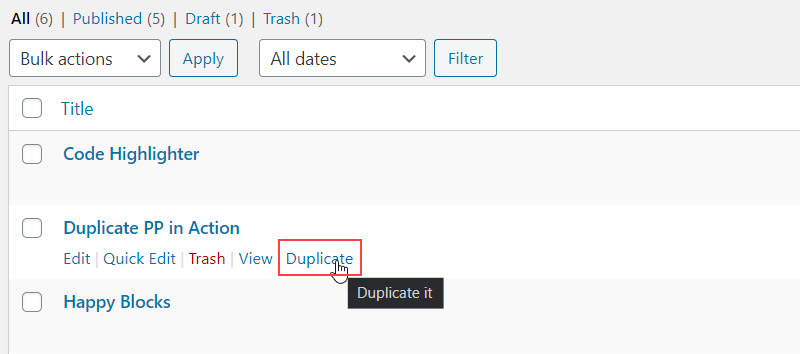 All (6) | Published (5) | Draft (1) | Trash (1)
Bulk actions Apply All dates Filter
Title
Code Highlighter
Duplicate PP in Action
Edit | Quick Edit | Trash | View | Duplicate
Duplicate it
Happy Blocks